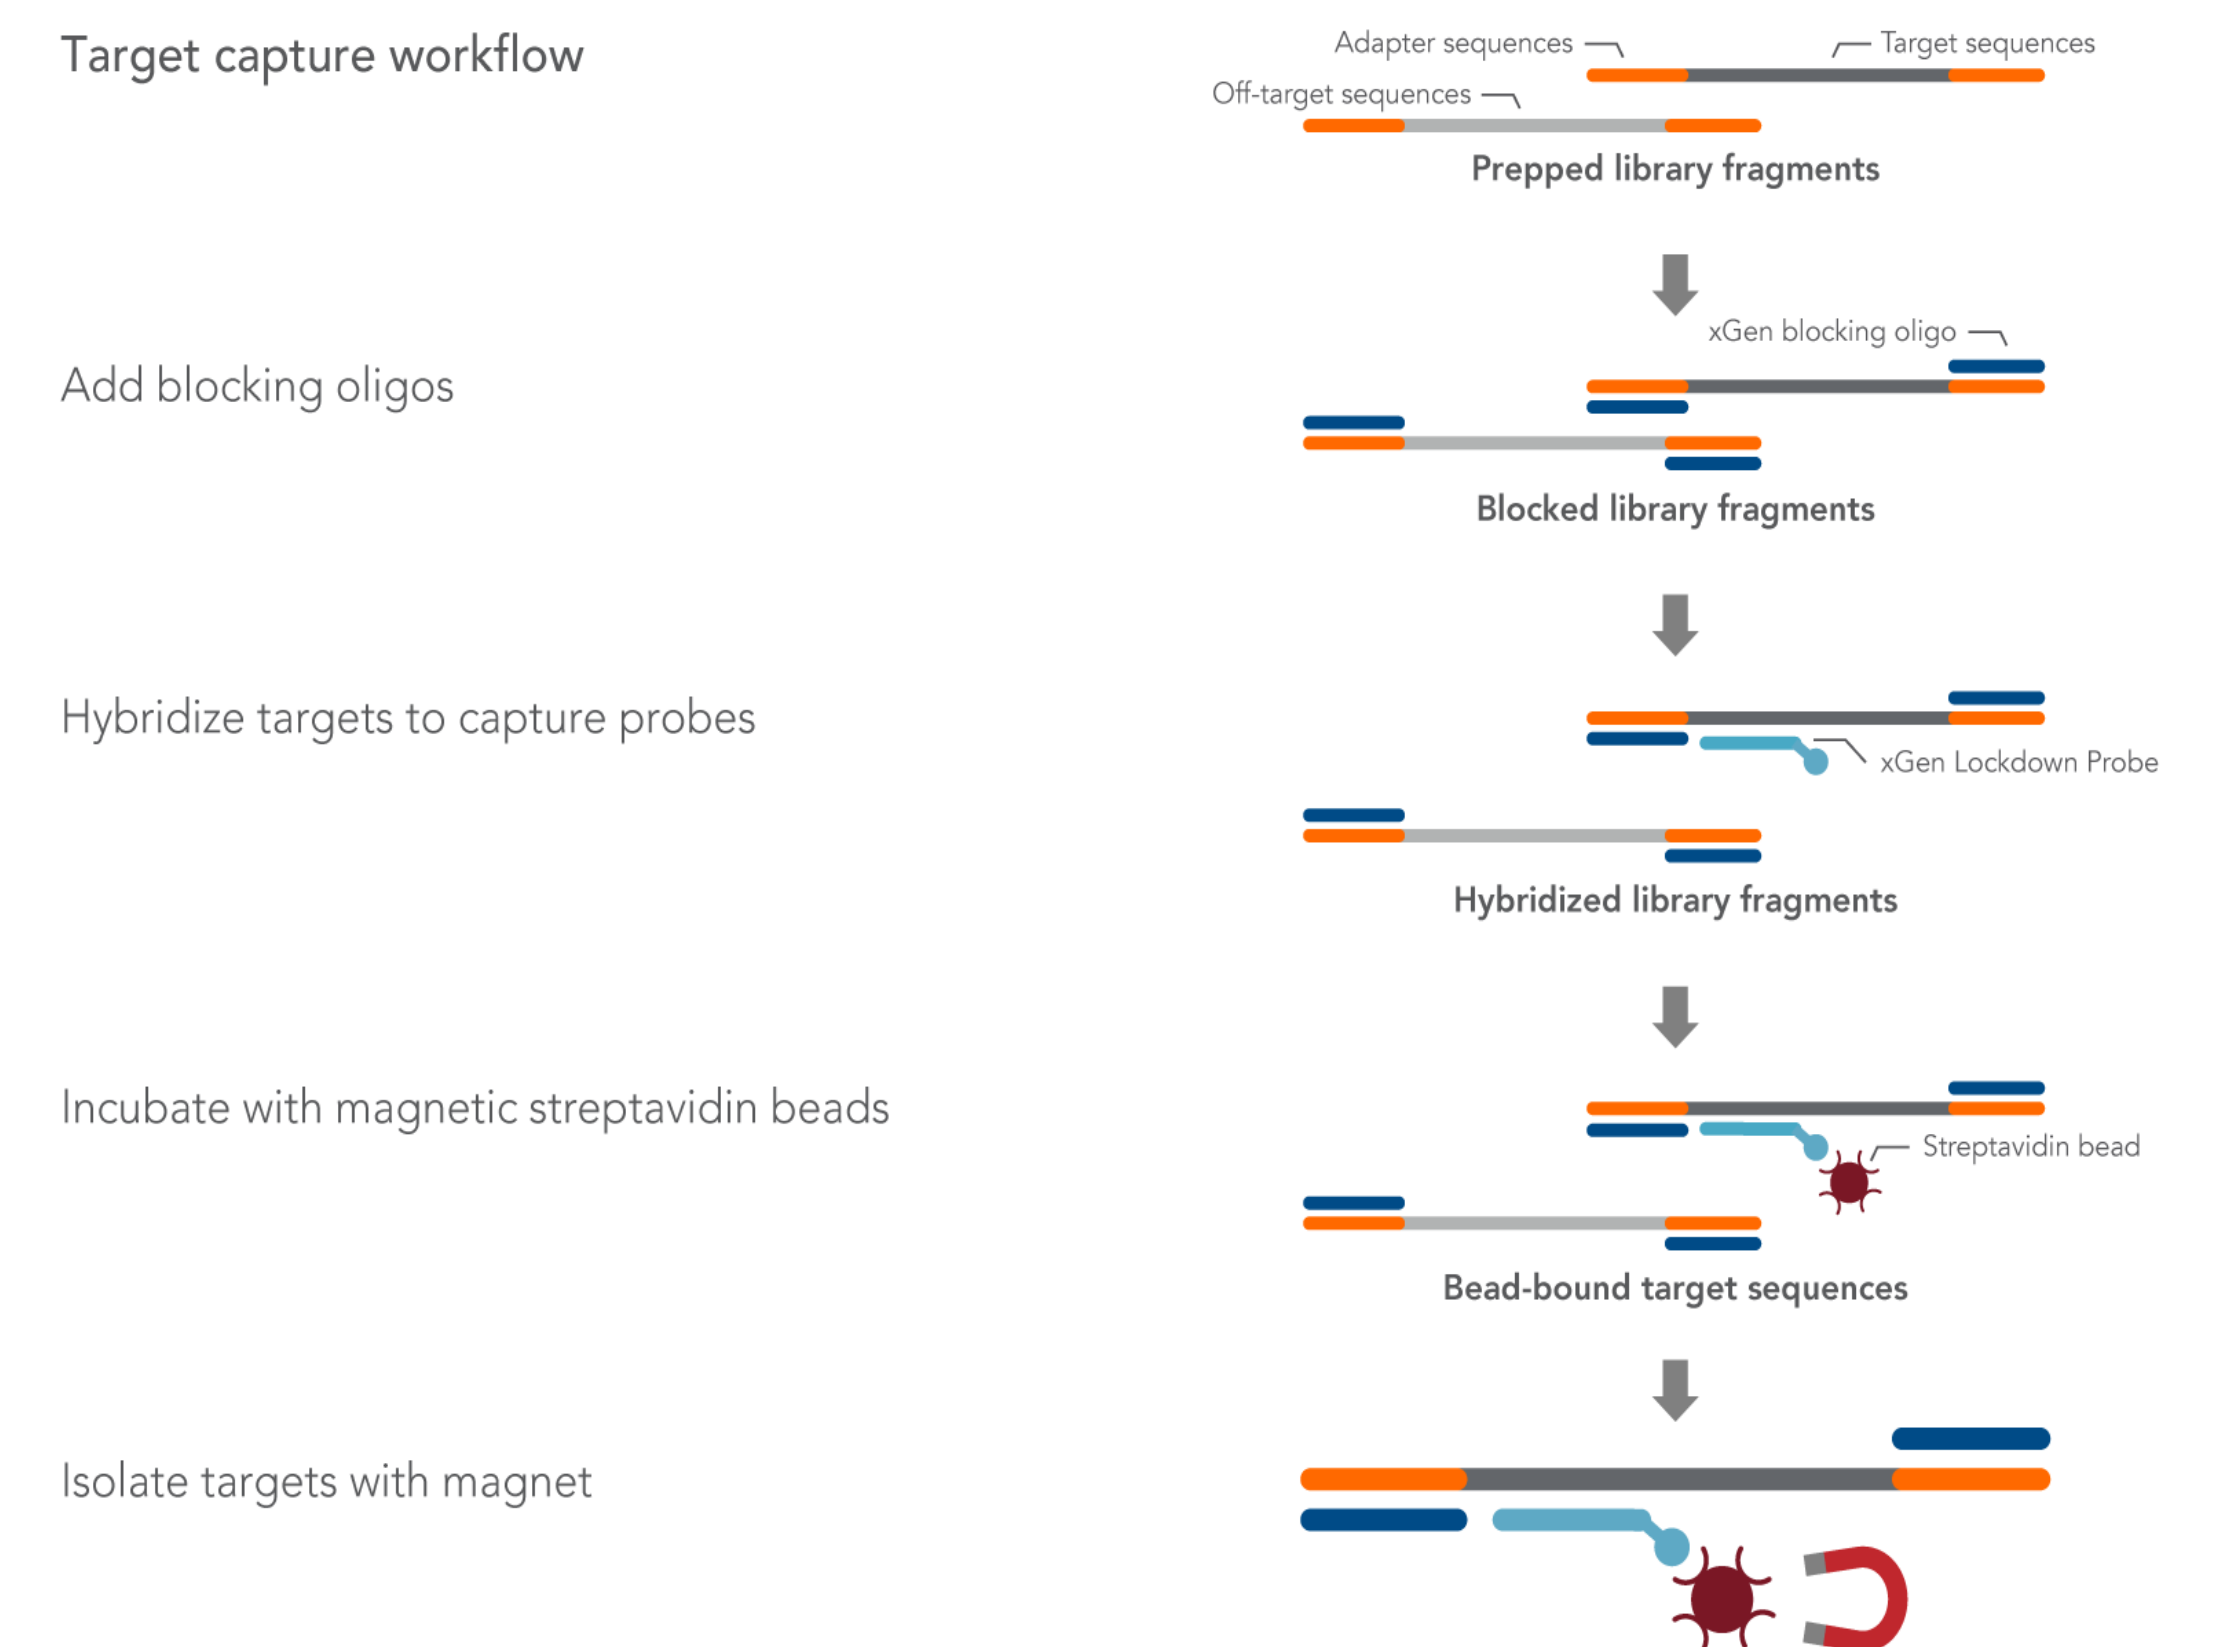 Target capture workflow
Adapter sequences
Target sequences
Off-target sequences
Prepped library fragments
Add blocking oligos
xGen blocking oligo
Blocked library fragments
Hybridize targets to capture probes
xGen Lockdown Probe
Hybridized library fragments
Incubate with magnetic streptavidin beads
Streptavidin bead
Bead-bound target sequences
Isolate targets with magnet